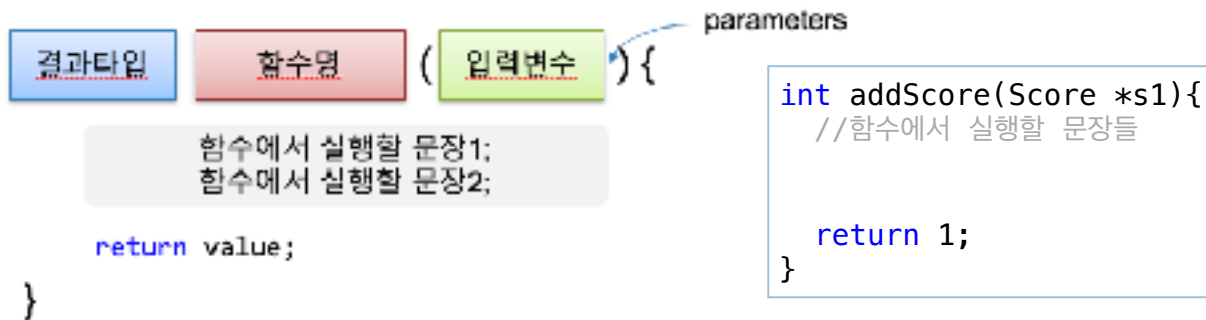 parameters
결과타입 함수명 ( 입력변수 ) {
함수에서 실행할 문장1;
함수에서 실행할 문장2;
return value;
}
int addScore(Score *s1){
//함수에서 실행할 문장들
return 1;
}